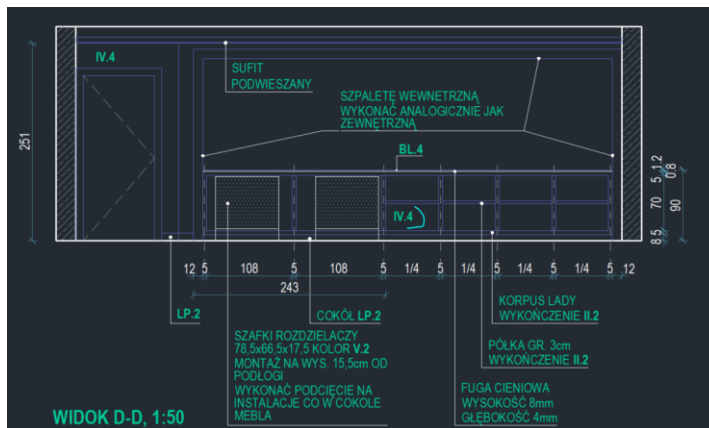 IV.4
SUFIT
PODWIESZANY
SZPALETĘ WEWNETRZNĄ
WYKONAĆ ANALOGICZNIE JAK
ZEWNĘTRZNĄ
251
BL.4
IV.4
1.2
0.8
5
70
90
8.5
12 5 108 5 108 5 1/4 5 1/4 5 1/4 5 1/4 5 12
243
LP.2
COKÓŁ LP.2
KORPUS LADY
WYKOŃCZENIE II.2
SZAFKI ROZDZIELACZY
78,5x66,5x17,5 KOLOR V.2
MONTAŻ NA WYS. 15,5cm OD
PODŁOGI
WYKONAĆ PODCIĘCIE NA
INSTALACJE CO W COKOLE
MEBLA
PÓŁKA GR. 3cm
WYKOŃCZENIE II.2
FUGA CIENIOWA
WYSOKOŚĆ 8mm
GŁĘBOKOŚĆ 4mm
WIDOK D-D, 1:50